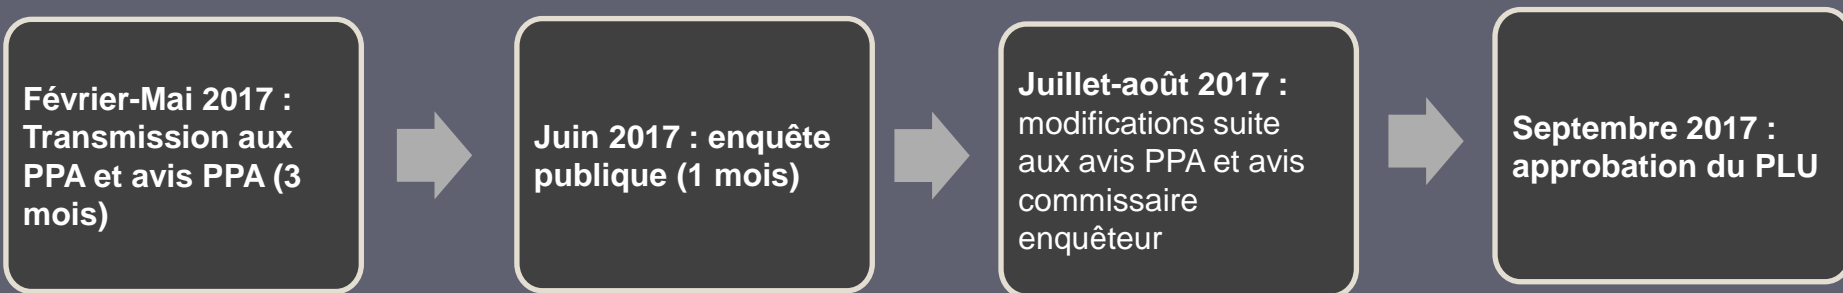 Février-Mai 2017 :
Transmission aux
PPA et avis PPA (3
mois)
Juin 2017 : enquête
publique (1 mois)
Juillet-août 2017 :
modifications suite
aux avis PPA et avis
commissaire
enquêteur
Septembre 2017 :
approbation du PLU